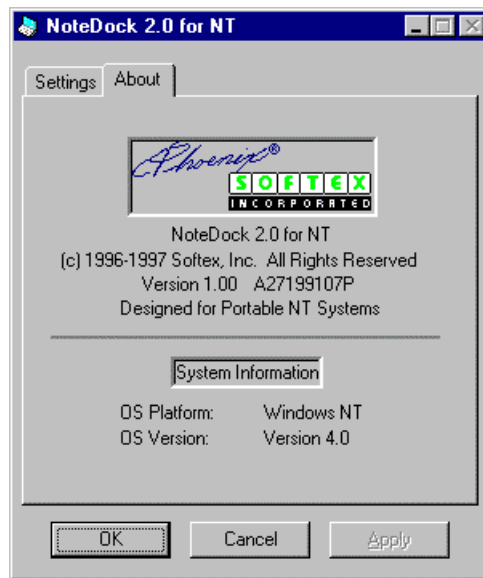 NoteDock 2.0 for NT
Settings
About
Phoenix®
SOFTEX
INCORPORATED
NoteDock 2.0 for NT
(c) 1996-1997 Softex, Inc.  All Rights Reserved
Version 1.00   A27199107P
Designed for Portable NT Systems
System Information
OS Platform: Windows NT
OS Version: Version 4.0
OK Cancel Apply